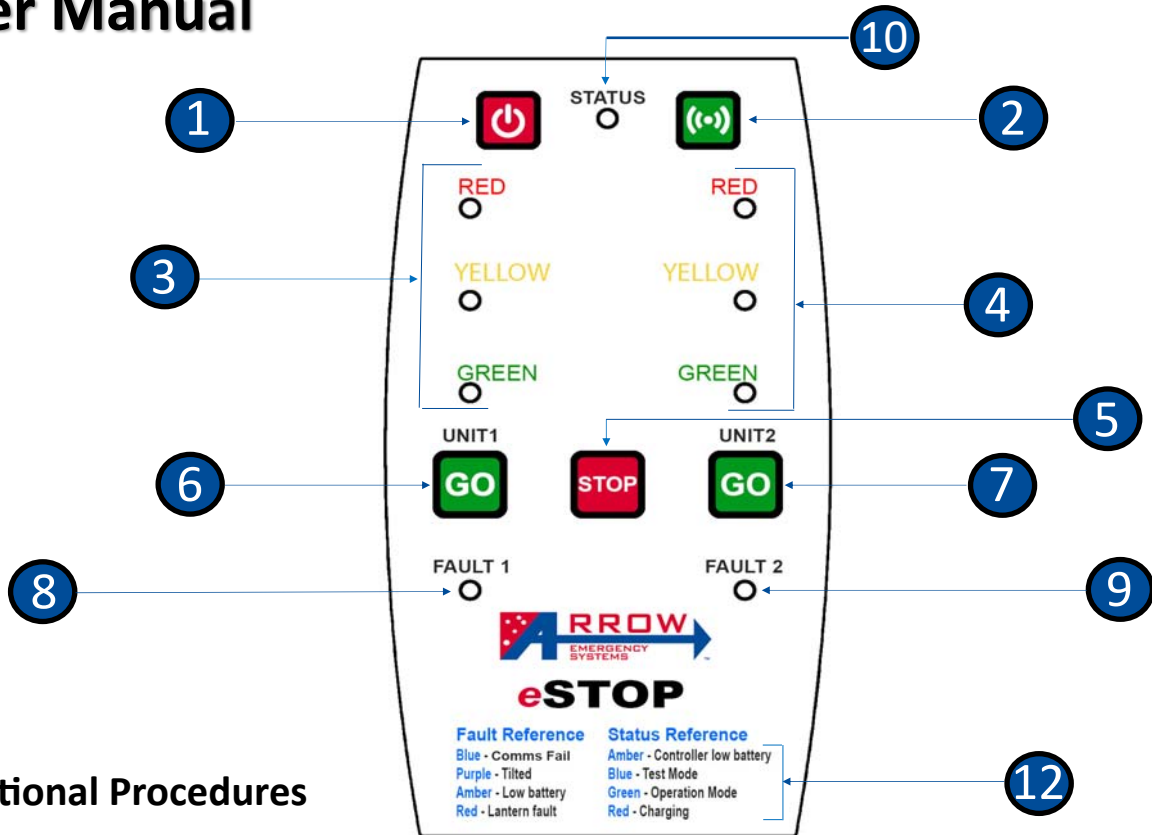 er Manual
10
1
STATUS
2
RED RED
3
YELLOW YELLOW
4
GREEN GREEN
5
UNIT1 UNIT2
6
GO STOP GO
7
FAULT 1 FAULT 2
8
9
ARROW
EMERGENCY
SYSTEMS
™
eSTOP
Fault Reference Status Reference
Blue - Comms Fail Amber - Controller low battery
Purple - Tilted Blue - Test Mode
Amber - Low battery Green - Operation Mode
Red - Lantern fault Red - Charging
12
tional Procedures